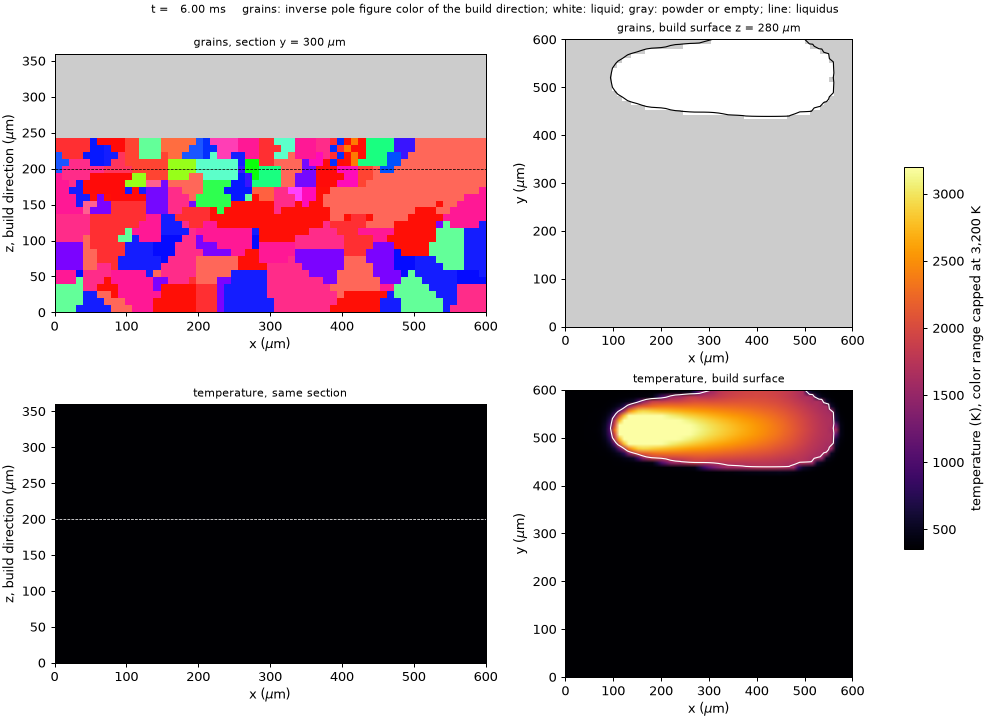 t =   6.00 ms    grains: inverse pole figure color of the build direction; white: liquid; gray: powder or empty; line: liquidus
grains, section y = 300 μm
350
300
250
200
150
100
50
0
z, build direction (μm)
0 100 200 300 400 500 600
x (μm)
grains, build surface z = 280 μm
600
500
400
300
200
100
0
y (μm)
0 100 200 300 400 500 600
x (μm)
temperature, same section
350
300
250
200
150
100
50
0
z, build direction (μm)
0 100 200 300 400 500 600
x (μm)
temperature, build surface
600
500
400
300
200
100
0
y (μm)
0 100 200 300 400 500 600
x (μm)
3000
2500
2000
1500
1000
500
temperature (K), color range capped at 3,200 K